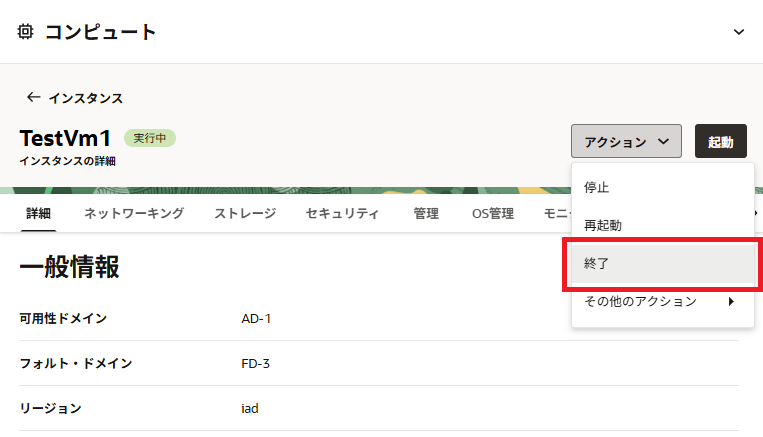 コンピュート
インスタンス
TestVm1 実行中
インスタンスの詳細
アクション 起動
停止
再起動
終了
その他のアクション
詳細 ネットワーキング ストレージ セキュリティ 管理 OS管理 モニ
一般情報
可用性ドメイン AD-1
フォルト・ドメイン FD-3
リージョン iad